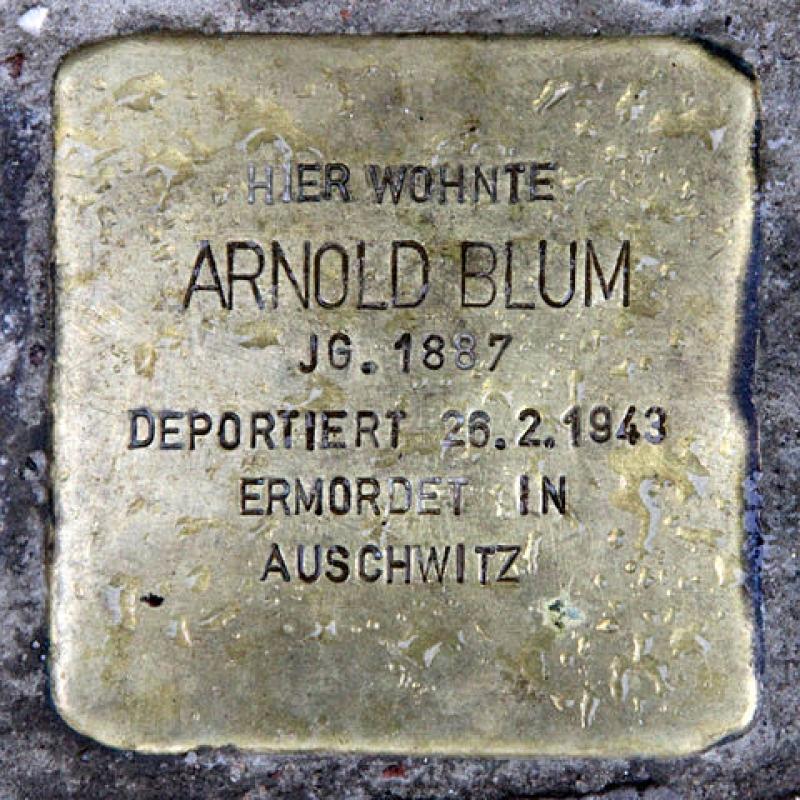 HIER WOHNTE
ARNOLD BLUM
JG. 1887
DEPORTIERT 26.2.1943
ERMORDET IN
AUSCHWITZ